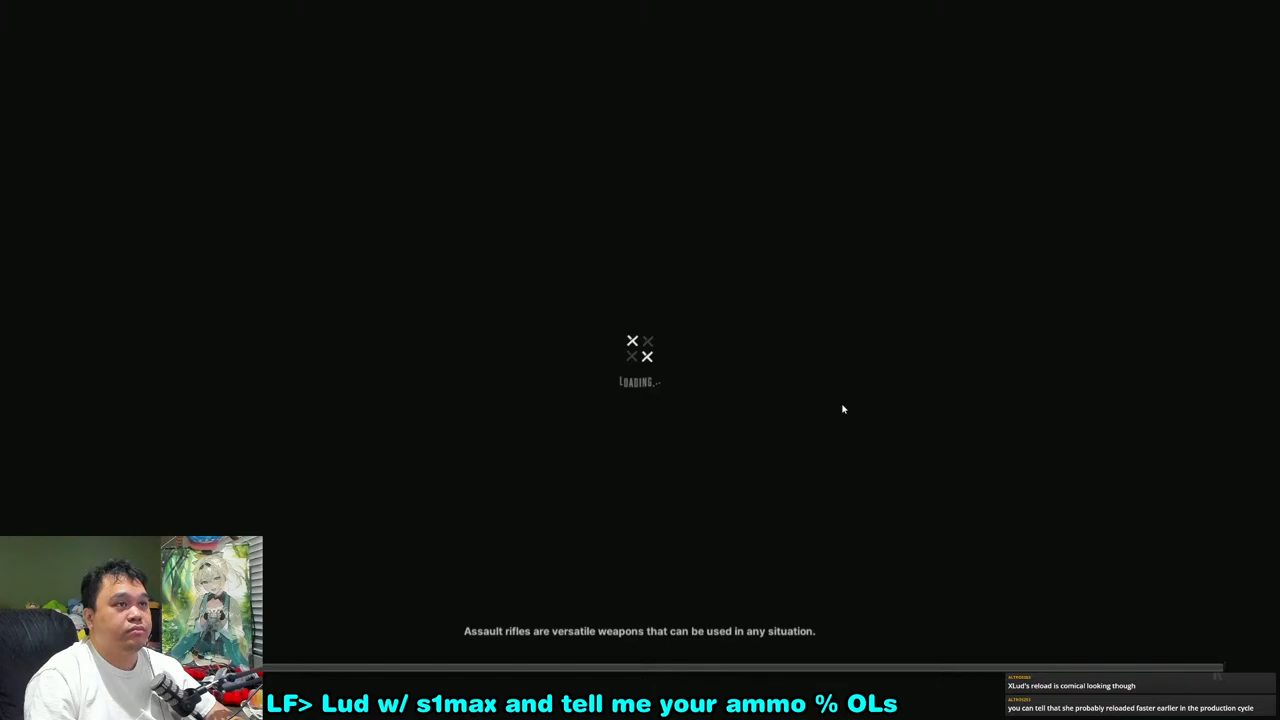 LOADING...
Assault rifles are versatile weapons that can be used in any situation.
XLud's reload is comical looking though
you can tell that she probably reloaded faster earlier in the production cycle
LF> Lud w/ s1max and tell me your ammo % OLs